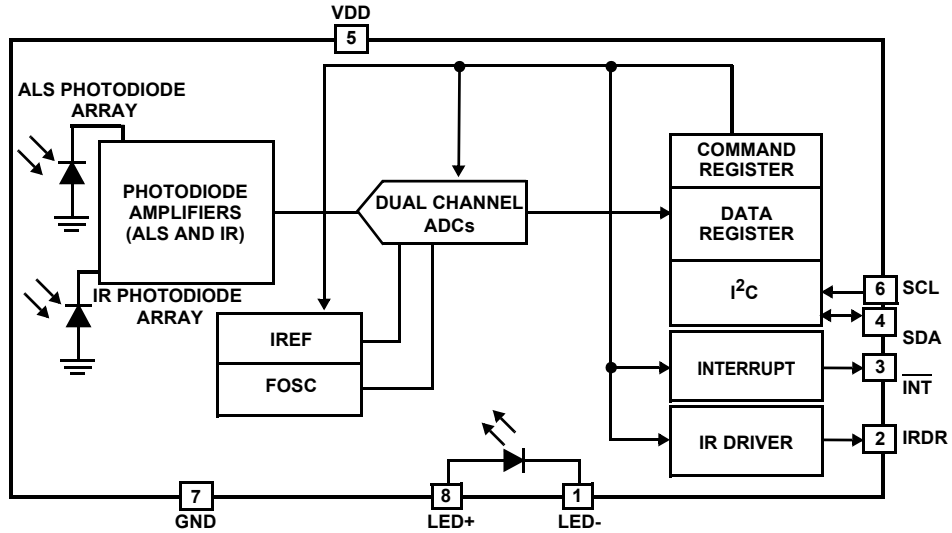 VDD
5
ALS PHOTODIODE
ARRAY
PHOTODIODE
AMPLIFIERS
(ALS AND IR)
DUAL CHANNEL
ADCs
COMMAND
REGISTER
DATA
REGISTER
I²C
6 SCL
4
SDA
IR PHOTODIODE
ARRAY
IREF
FOSC
INTERRUPT
3
INT
IR DRIVER
2 IRDR
7
GND
8
LED+
1
LED-